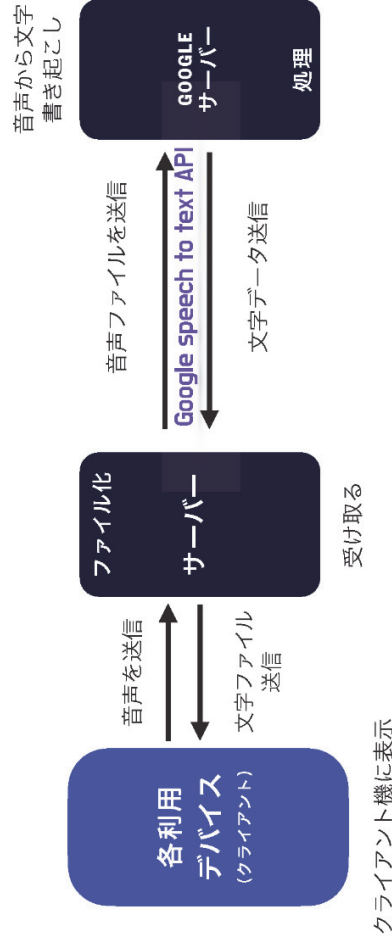 各利用
デバイス
(クライアント)
クライアント機に表示
音声を送信
文字ファイル
送信
ファイル化
サーバー
受け取る
音声ファイルを送信
Google speech to text API
文字データ送信
音声から文字
書き起こし
GOOGLE
サーバー
処理